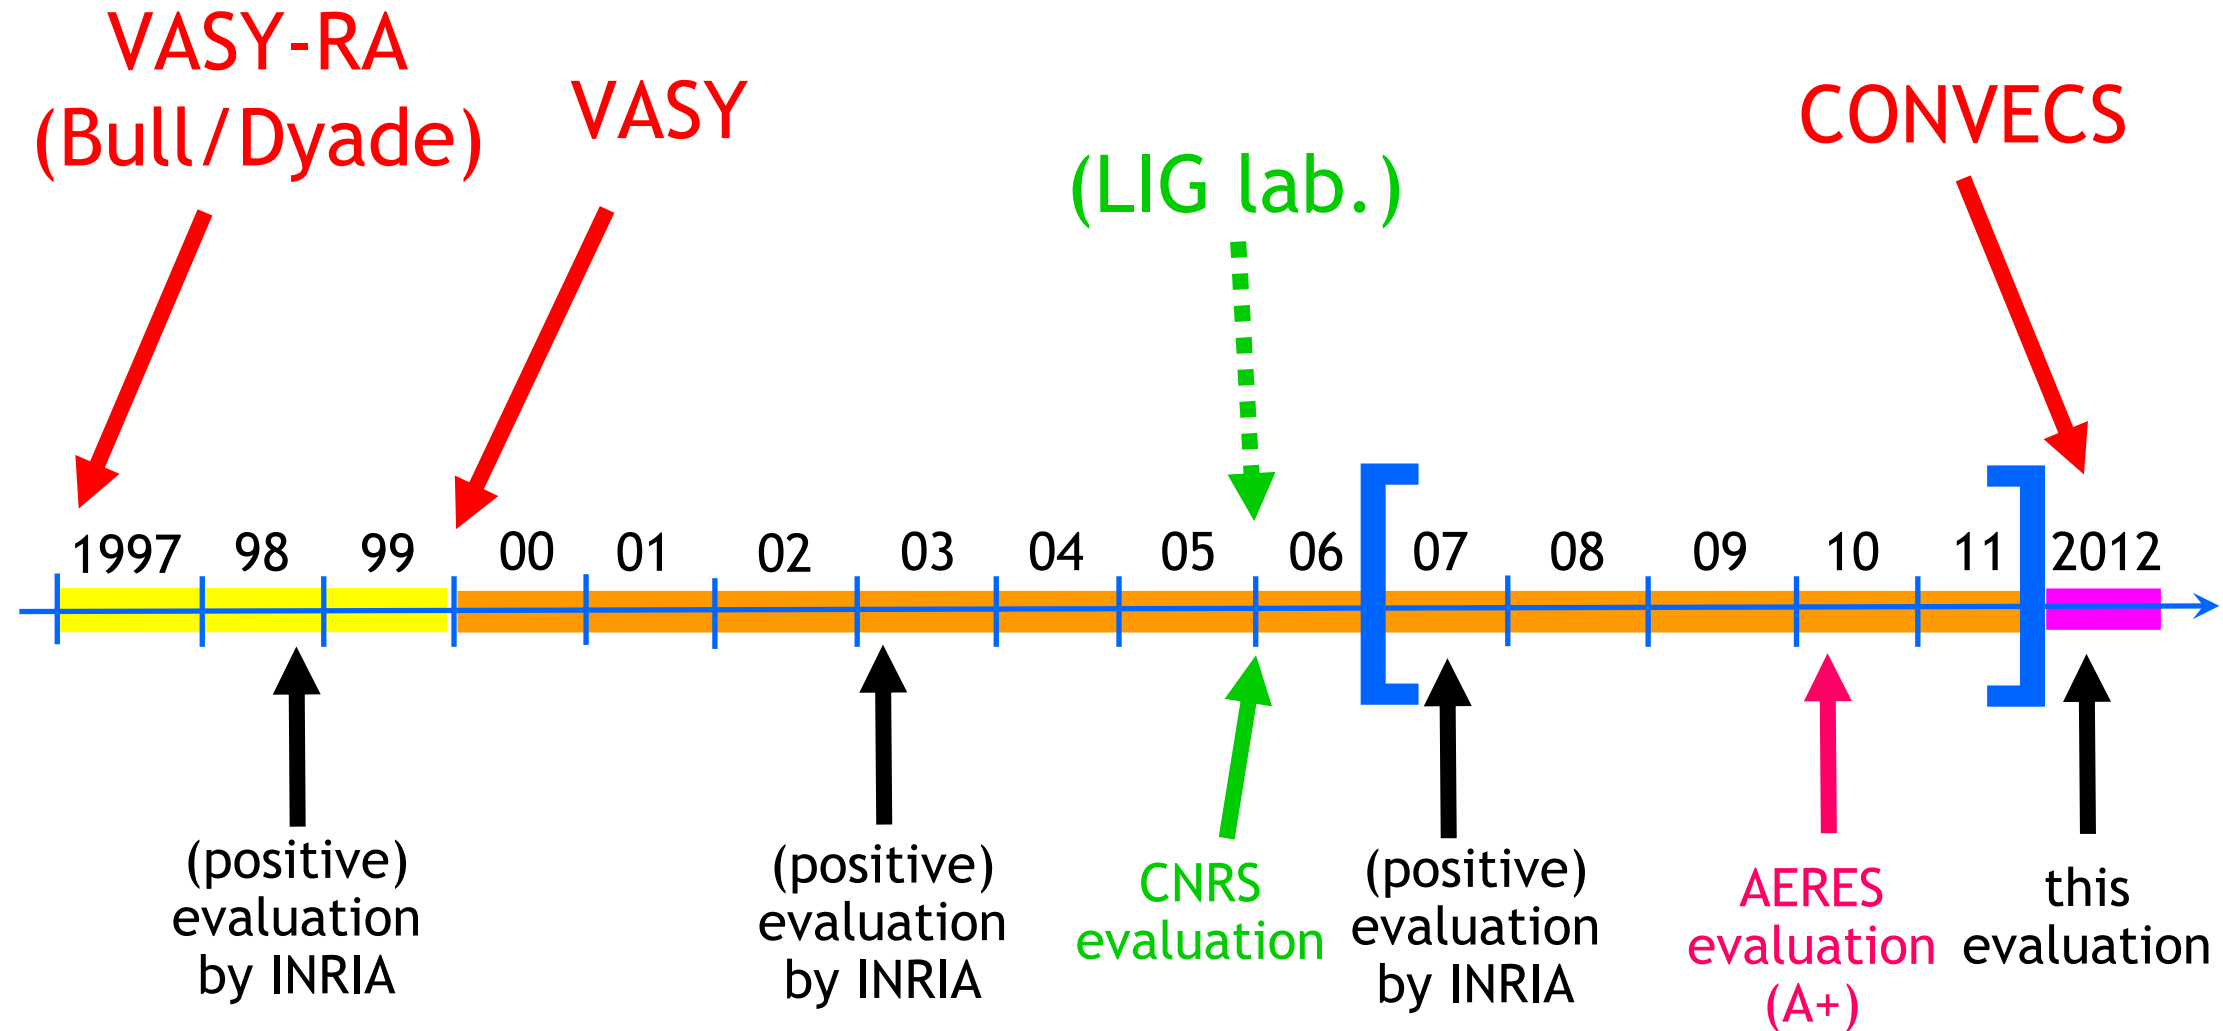 VASY-RA
(Bull/Dyade)
VASY
(LIG lab.)
CONVECS
1997 98 99 00 01 02 03 04 05 06 07 08 09 10 11 2012
(positive)
evaluation
by INRIA
(positive)
evaluation
by INRIA
CNRS
evaluation
(positive)
evaluation
by INRIA
AERES
evaluation
(A+)
this
evaluation